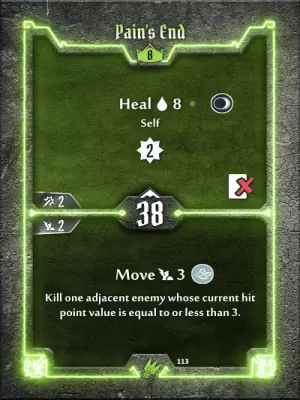 Pain's End
8
Heal 8
Self
2
2
38
2
Move 3
Kill one adjacent enemy whose current hit
point value is equal to or less than 3.
113